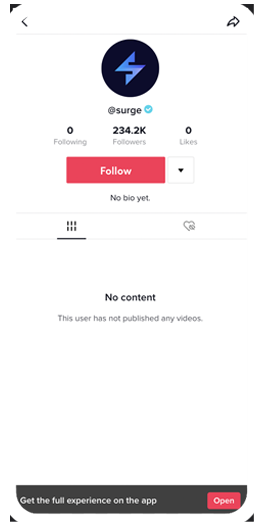 @surge
0 234.2K 0
Following Followers Likes
Follow
No bio yet.
No content
This user has not published any videos.
Get the full experience on the app Open